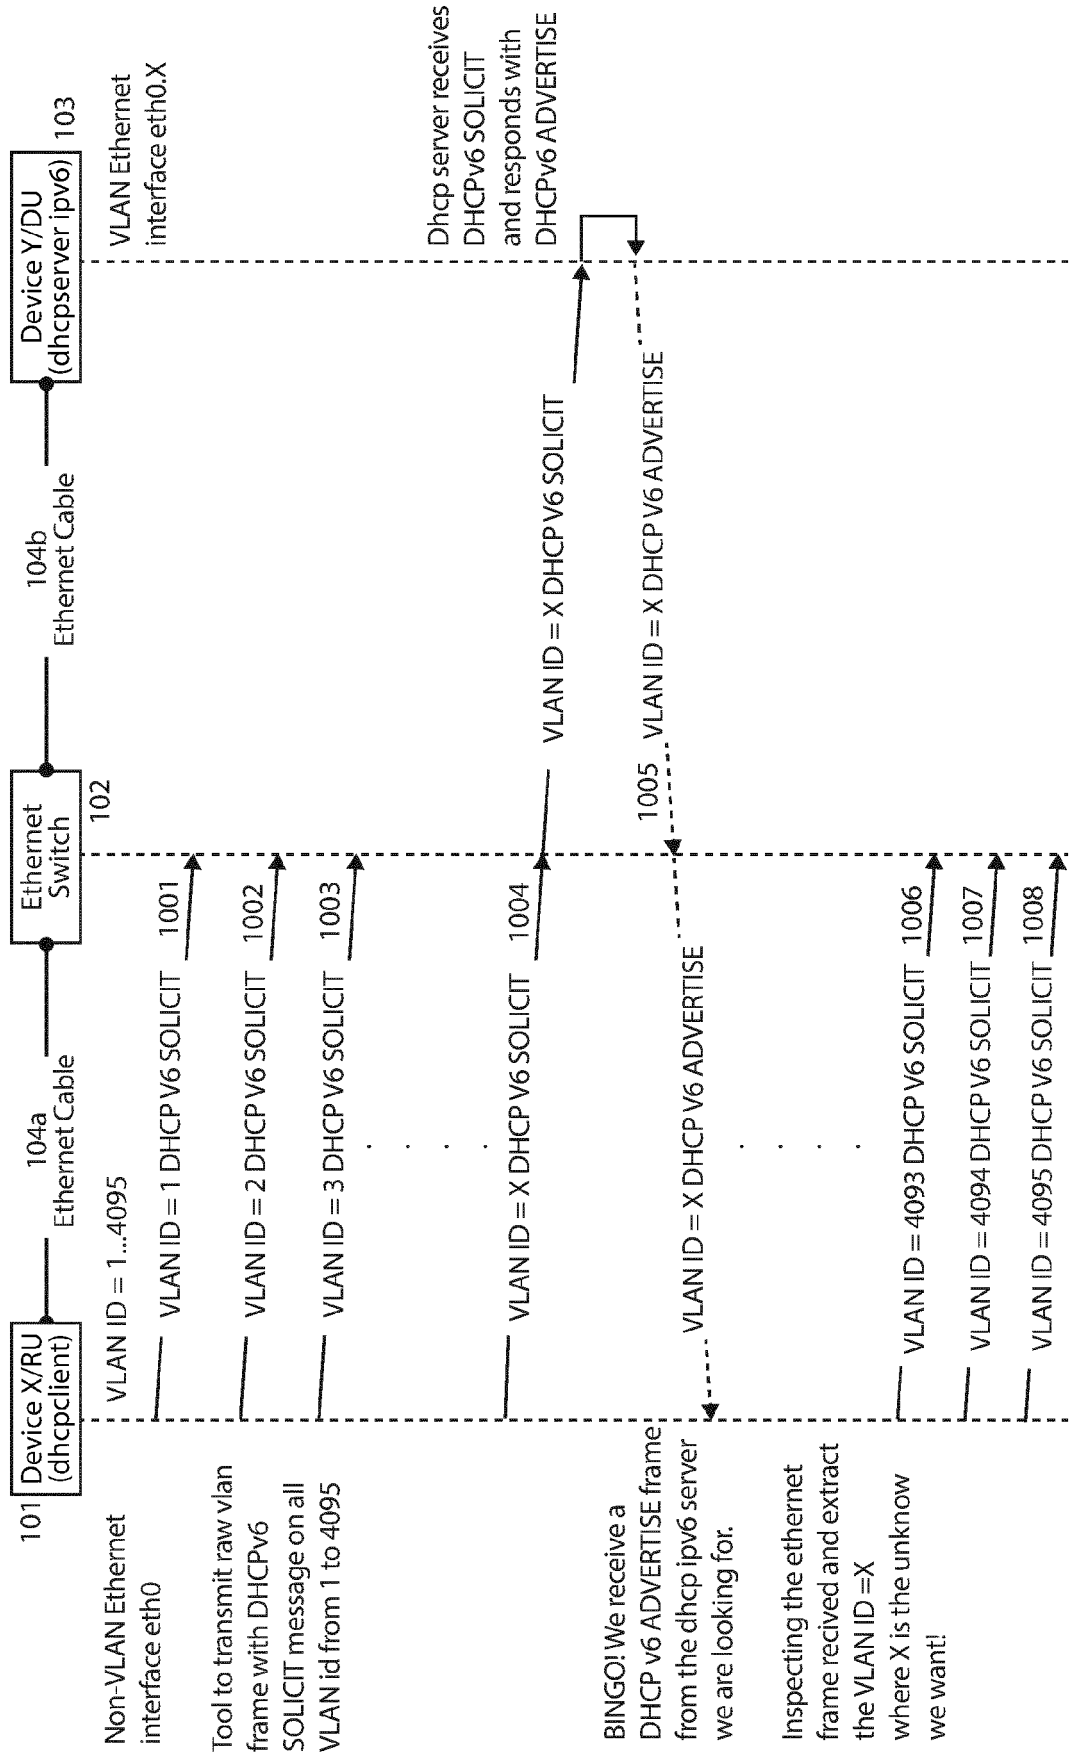 101
Device X/RU
(dhcpclient)
104a
Ethernet Cable
Ethernet
Switch
102
104b
Ethernet Cable
Device Y/DU
(dhcpserver ipv6)
103
Non-VLAN Ethernet
interface eth0
VLAN ID = 1...4095
VLAN Ethernet
interface eth0.X
Tool to transmit raw vlan
frame with DHCPv6
SOLICIT message on all
VLAN id from 1 to 4095
VLAN ID = 1 DHCP V6 SOLICIT
1001
VLAN ID = 2 DHCP V6 SOLICIT
1002
VLAN ID = 3 DHCP V6 SOLICIT
1003
VLAN ID = X DHCP V6 SOLICIT
1004
VLAN ID = X DHCP V6 SOLICIT
Dhcp server receives
DHCPv6 SOLICIT
and responds with
DHCPv6 ADVERTISE
1005
VLAN ID = X DHCP V6 ADVERTISE
VLAN ID = X DHCP V6 ADVERTISE
BINGO! We receive a
DHCP v6 ADVERTISE frame
from the dhcp ipv6 server
we are looking for.
Inspecting the ethernet
frame recived and extract
the VLAN ID =X
where X is the unknow
we want!
VLAN ID = 4093 DHCP V6 SOLICIT
1006
VLAN ID = 4094 DHCP V6 SOLICIT
1007
VLAN ID = 4095 DHCP V6 SOLICIT
1008